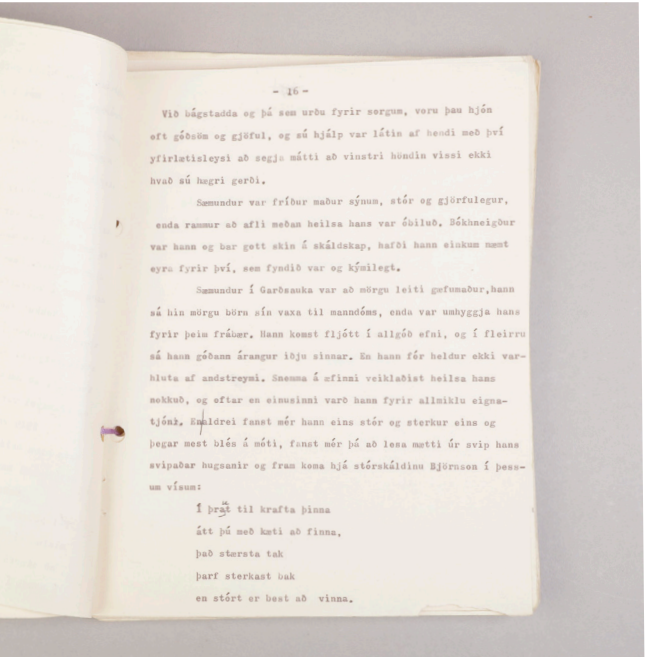 - 16 -
Við bágstadda og þá sem urðu fyrir sorgum, voru þau hjón
oft góðsöm og gjöful, og sú hjálp var látin af hendi með því
yfirlætisleysi að segja mátti að vinstri höndin vissi ekki
hvað sú hægri gerði.
Sæmundur var fríður maður sýnum, stór og gjörfulegur,
enda rammur að afli meðan heilsa hans var óbiluð. Bókhneigður
var hann og bar gott skin á skáldskap, hafði hann einkum næmt
eyra fyrir því, sem fyndið var og kýmilegt.
Sæmundur í Garðsauka var að mörgu leiti gæfumaður,hann
sá hin mörgu börn sín vaxa til manndóms, enda var umhyggja hans
fyrir þeim frábær. Hann komst fljótt í allgóð efni, og í fleirru
sá hann góðann árangur iðju sinnar. En hann fór heldur ekki var-
hluta af andstreymi. Snemma á æfinni veiklaðist heilsa hans
nokkuð, og oftar en einusinni varð hann fyrir allmiklu eigna-
tjóni. En aldrei fanst mér hann eins stór og sterkur eins og
þegar mest blés á móti, fanst mér þá að lesa mætti úr svip hans
svipaðar hugsanir og fram koma hjá stórskáldinu Björnson í þess-
um vísum:
Í þraut til krafta þinna
átt þú með kæti að finna,
það stærsta tak
þarf sterkast bak
en stórt er best að vinna.